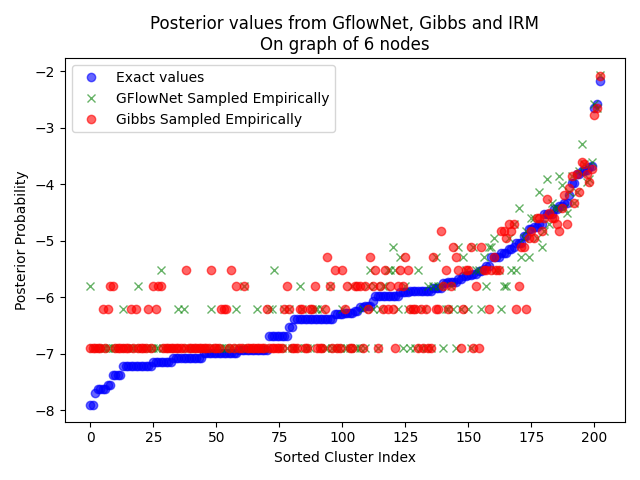 Posterior values from GflowNet, Gibbs and IRM
On graph of 6 nodes
Exact values
GFlowNet Sampled Empirically
Gibbs Sampled Empirically
Posterior Probability
−2
−3
−4
−5
−6
−7
−8
0
25
50
75
100
125
150
175
200
Sorted Cluster Index